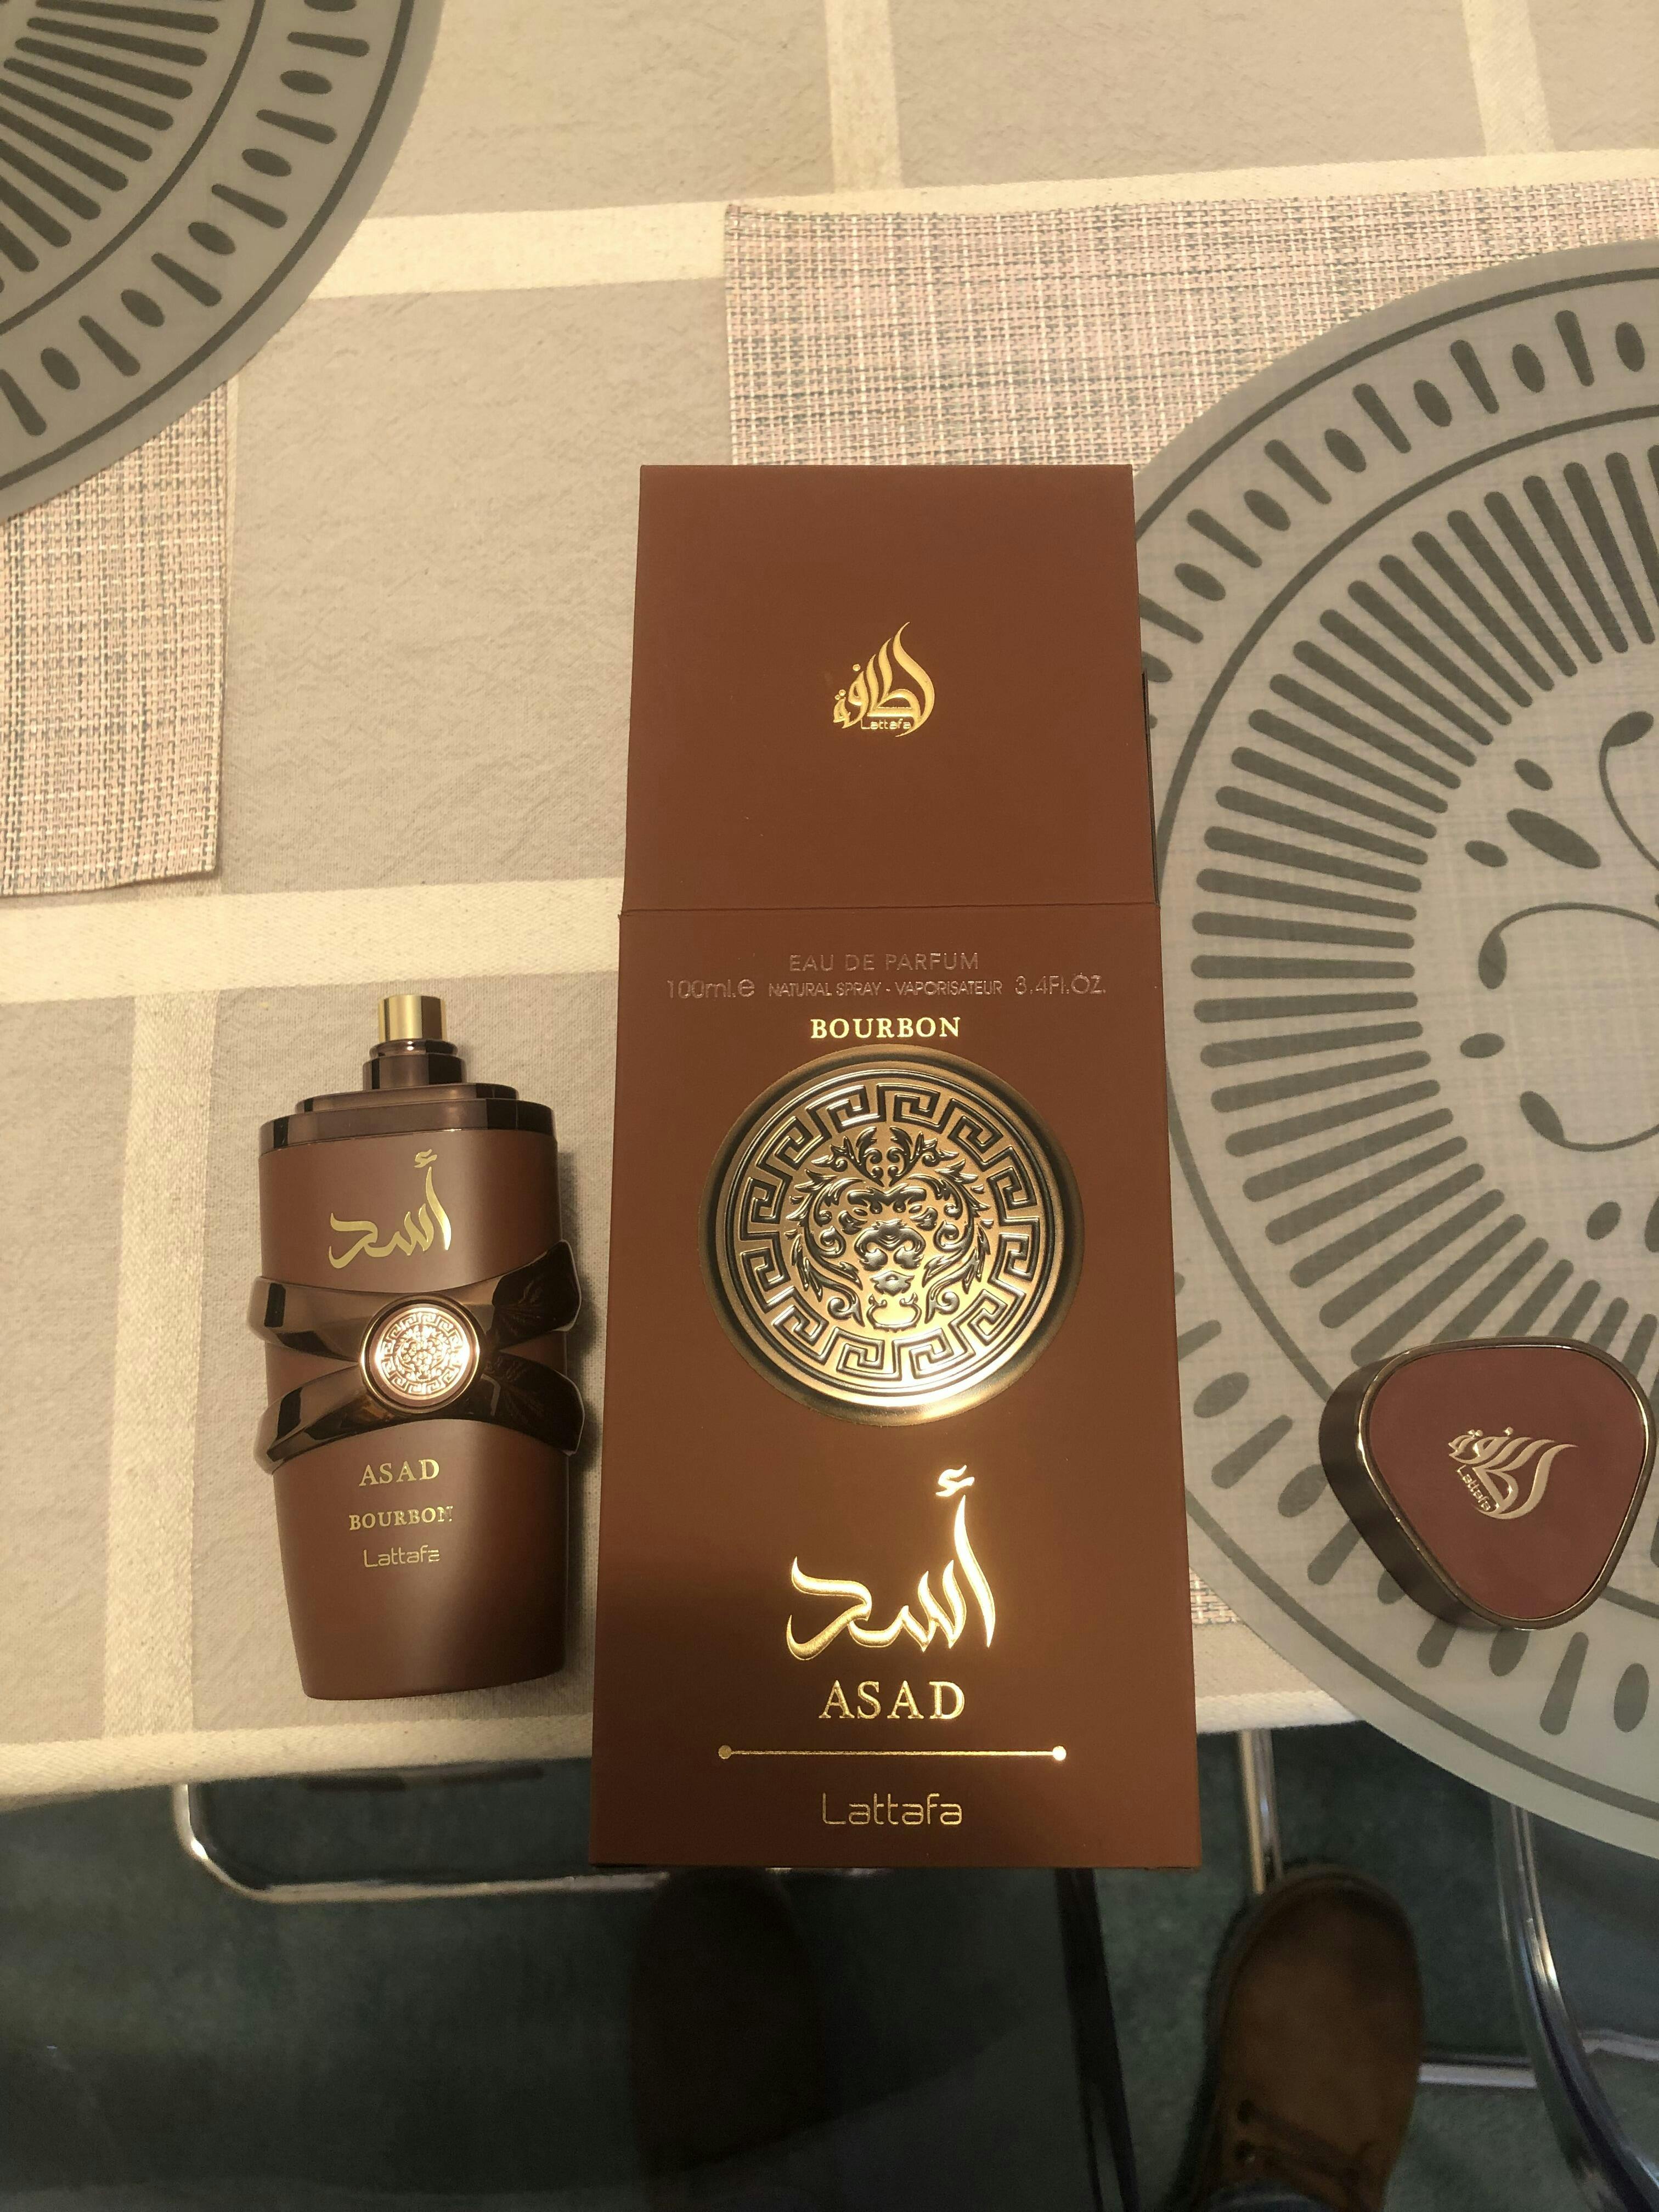 لطافة
Lattafa
EAU DE PARFUM
100ml.e NATURAL SPRAY - VAPORISATEUR 3.4Fl.OZ.
BOURBON
أسد
ASAD
Lattafa
أسد
ASAD
BOURBON
Lattafa
لطافة
Lattafa